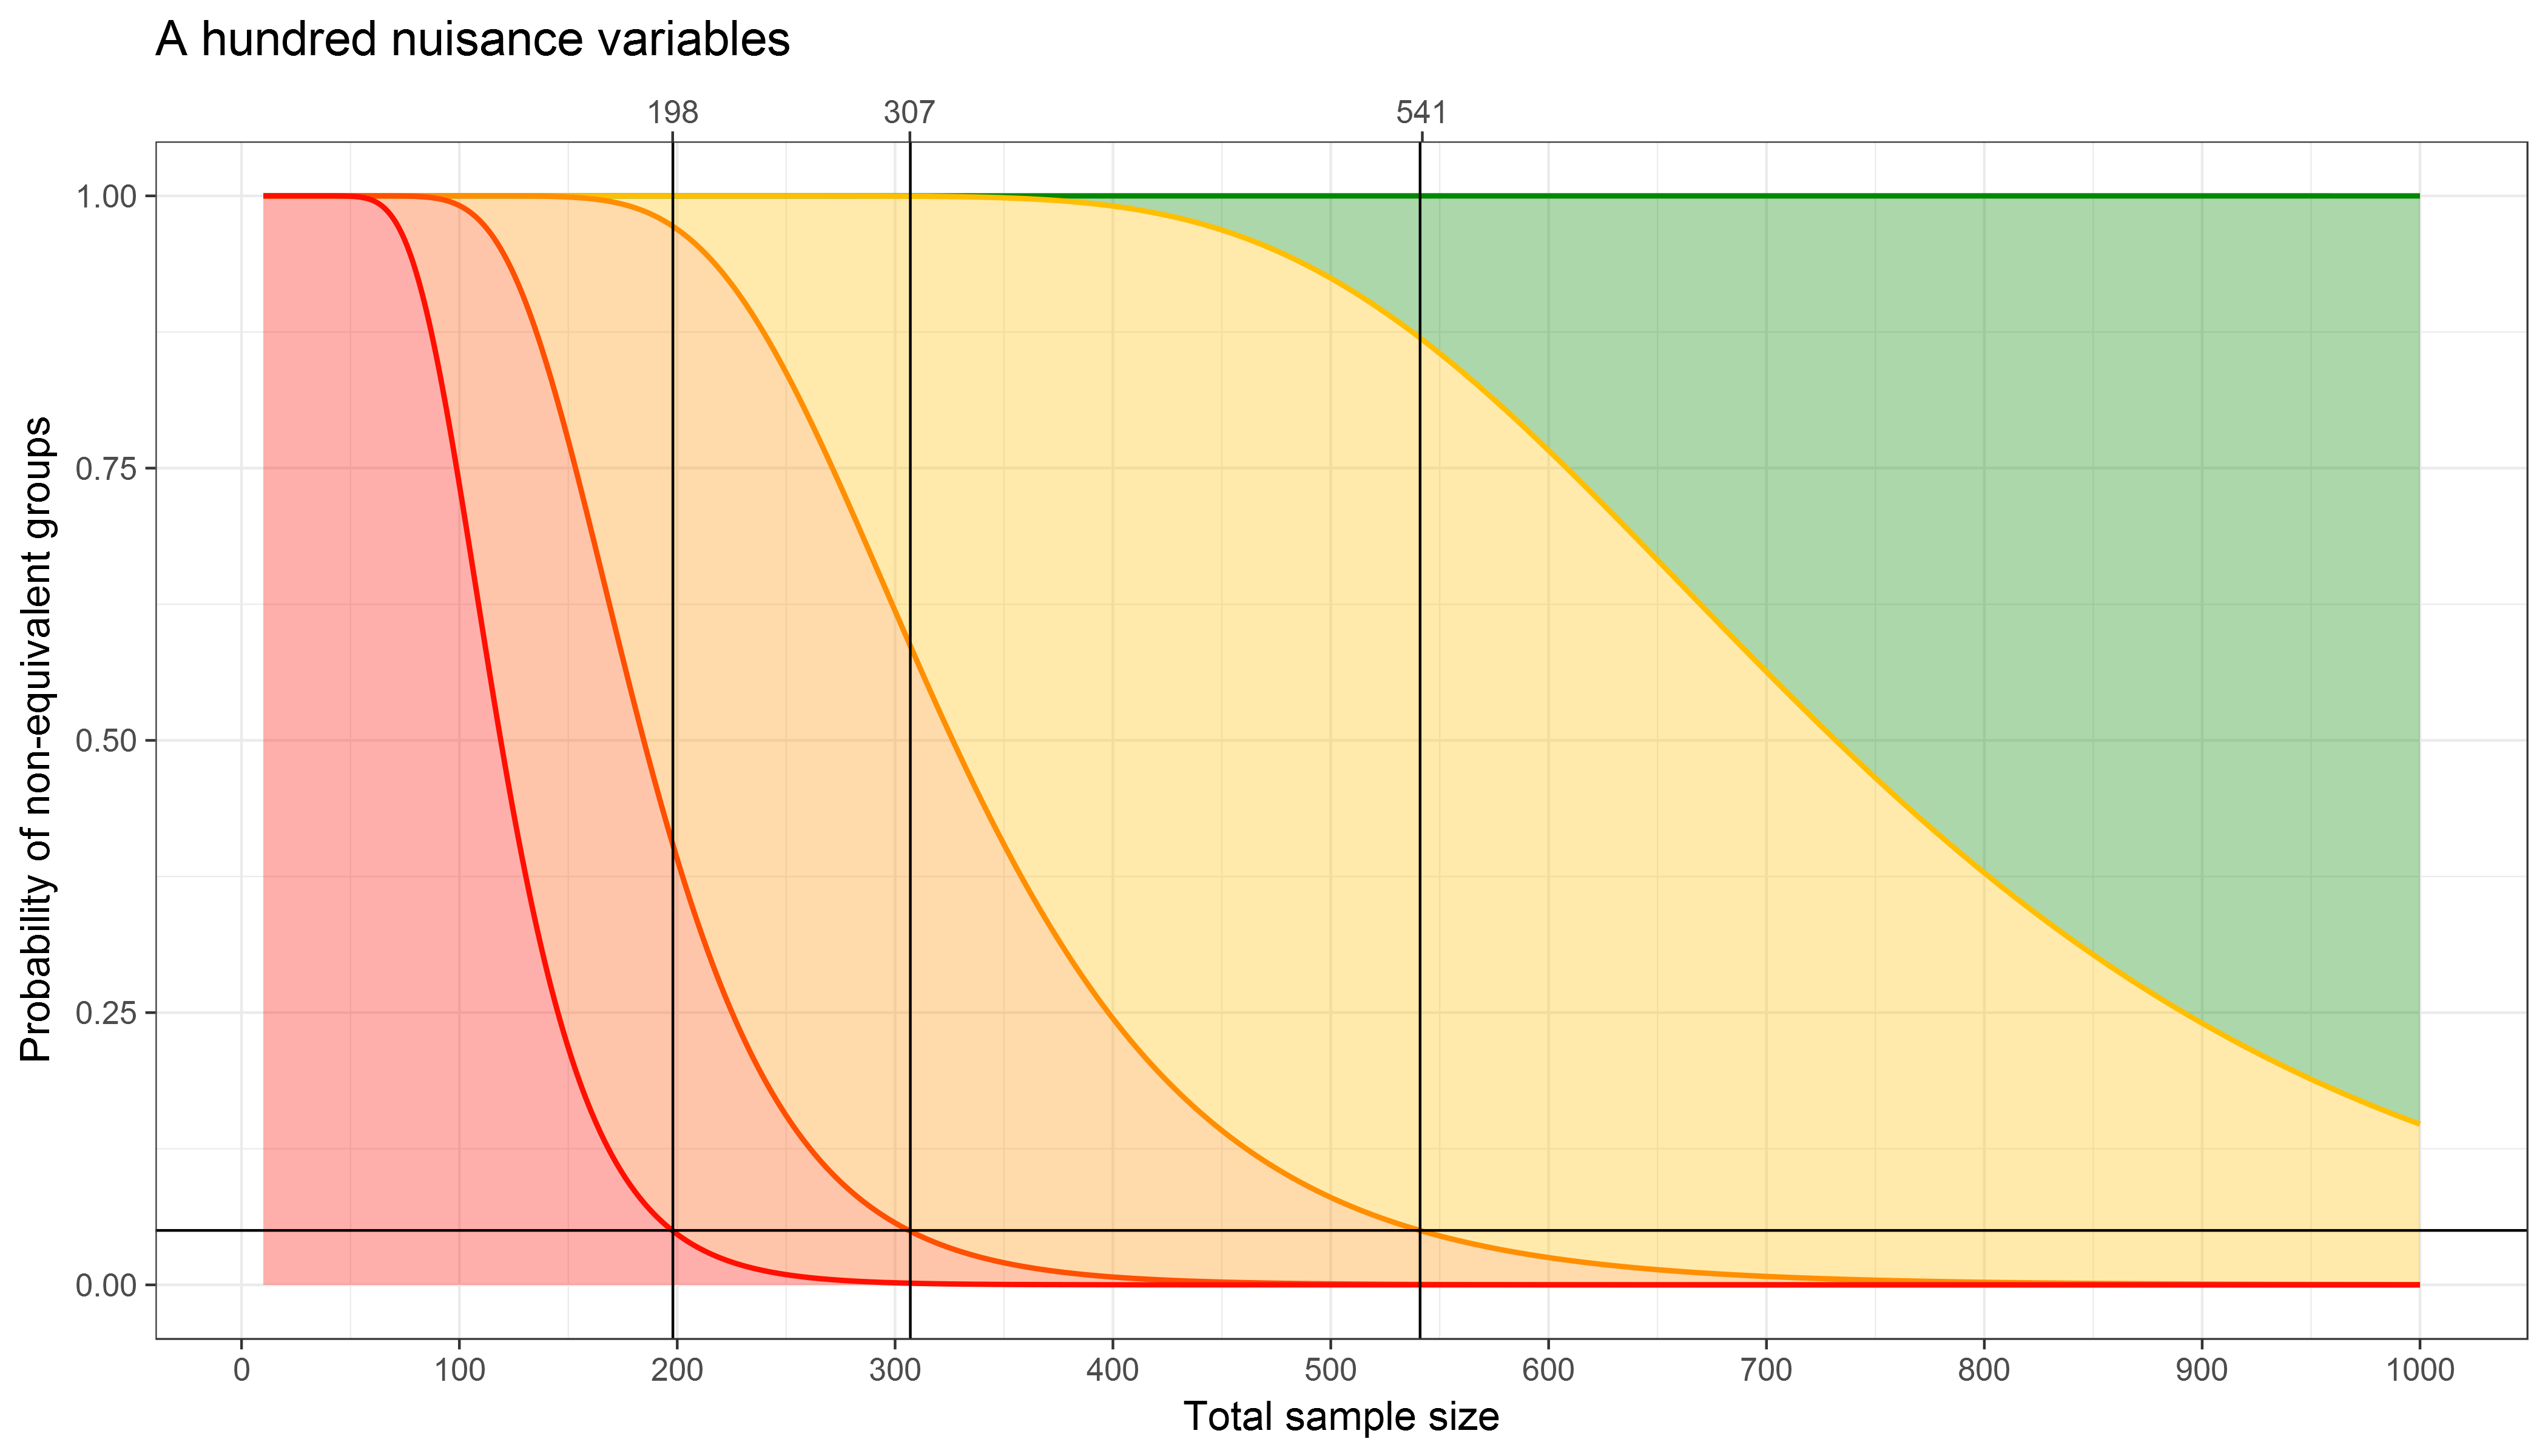 A hundred nuisance variables
198 307 541
Probability of non-equivalent groups
1.00
0.75
0.50
0.25
0.00
0 100 200 300 400 500 600 700 800 900 1000
Total sample size